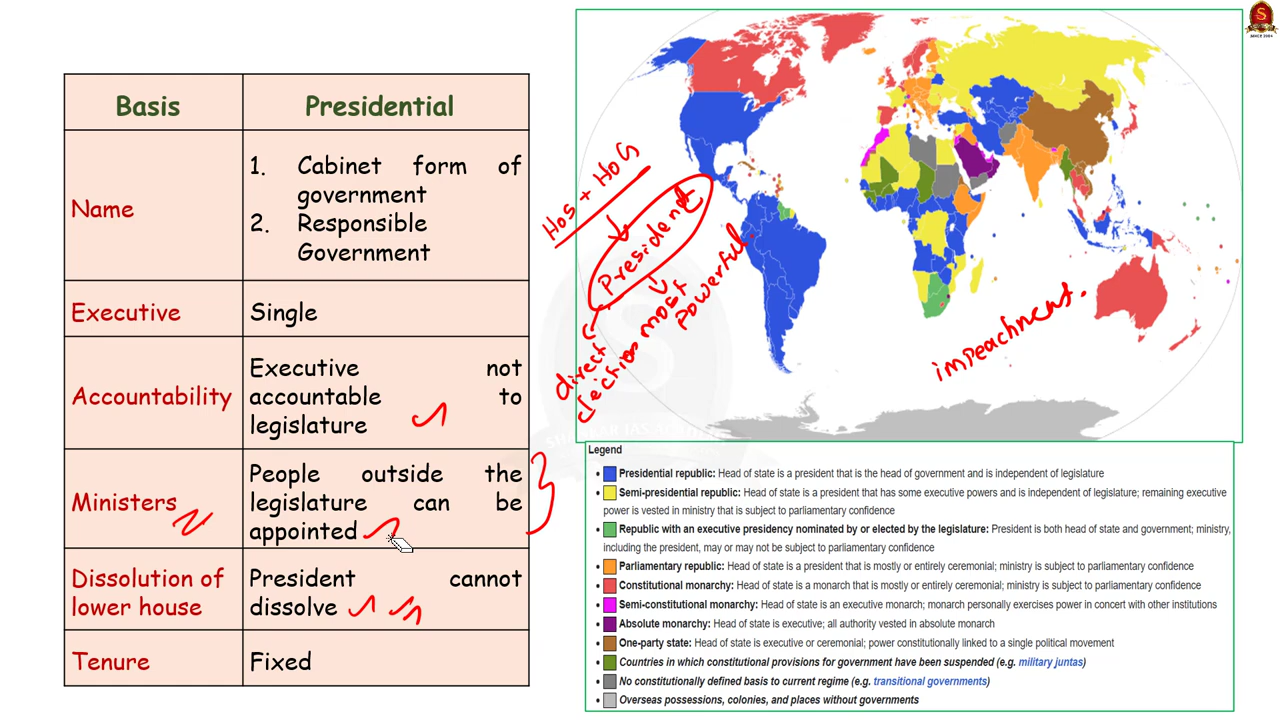 Basis
Presidential
Name
1. Cabinet form of
government
2. Responsible
Government
Executive
Single
Accountability
Executive not
accountable to
legislature
Ministers
People outside the
legislature can be
appointed
Dissolution of
lower house
President cannot
dissolve
Tenure
Fixed
HoS + HoG
President
most
powerful
direct
election
impeachment.
S
SINCE 2004
Legend
Presidential republic: Head of state is a president that is the head of government and is independent of legislature
Semi-presidential republic: Head of state is a president that has some executive powers and is independent of legislature; remaining executive
power is vested in ministry that is subject to parliamentary confidence
Republic with an executive presidency nominated by or elected by the legislature: President is both head of state and government; ministry,
including the president, may or may not be subject to parliamentary confidence
Parliamentary republic: Head of state is a president that is mostly or entirely ceremonial; ministry is subject to parliamentary confidence
Constitutional monarchy: Head of state is a monarch that is mostly or entirely ceremonial; ministry is subject to parliamentary confidence
Semi-constitutional monarchy: Head of state is an executive monarch; monarch personally exercises power in concert with other institutions
Absolute monarchy: Head of state is executive; all authority vested in absolute monarch
One-party state: Head of state is executive or ceremonial; power constitutionally linked to a single political movement
Countries in which constitutional provisions for government have been suspended (e.g. military juntas)
No constitutionally defined basis to current regime (e.g. transitional governments)
Overseas possessions, colonies, and places without governments